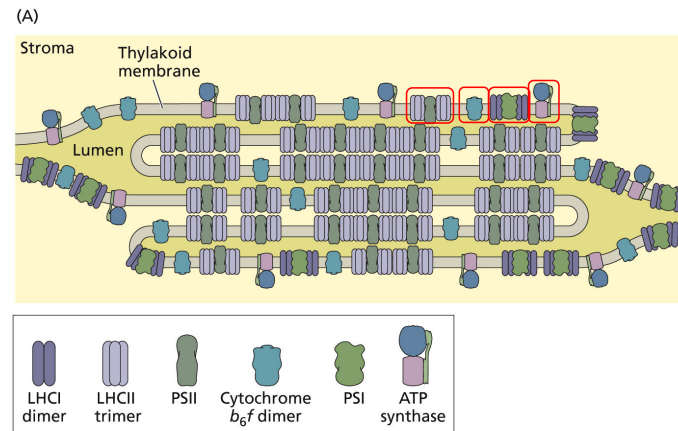 (A)
Stroma
Thylakoid
membrane
Lumen
LHCI
dimer
LHCII
trimer
PSII
Cytochrome
b₆f dimer
PSI
ATP
synthase